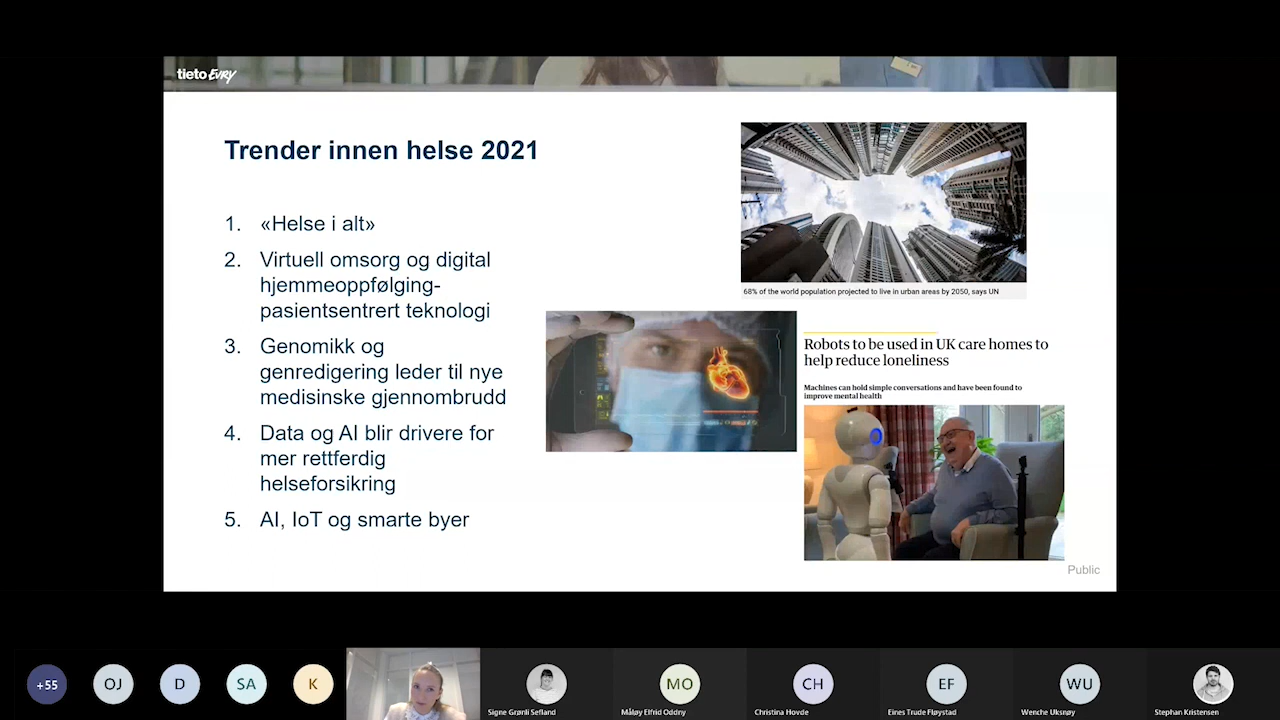 tieto EVRY
Trender innen helse 2021
1. «Helse i alt»
2. Virtuell omsorg og digital
hjemmeoppfølging-
pasientsentrert teknologi
3. Genomikk og
genredigering leder til nye
medisinske gjennombrudd
4. Data og AI blir drivere for
mer rettferdig
helseforsikring
5. AI, IoT og smarte byer
68% of the world population projected to live in urban areas by 2050, says UN
Robots to be used in UK care homes to
help reduce loneliness
Machines can hold simple conversations and have been found to
improve mental health
Public
+55
OJ
D
SA
K
Signe Grønli Sefland
MO
Måløy Elfrid Oddny
CH
Christina Hovde
EF
Eines Trude Fløystad
WU
Wenche Uksnøy
Stephan Kristensen